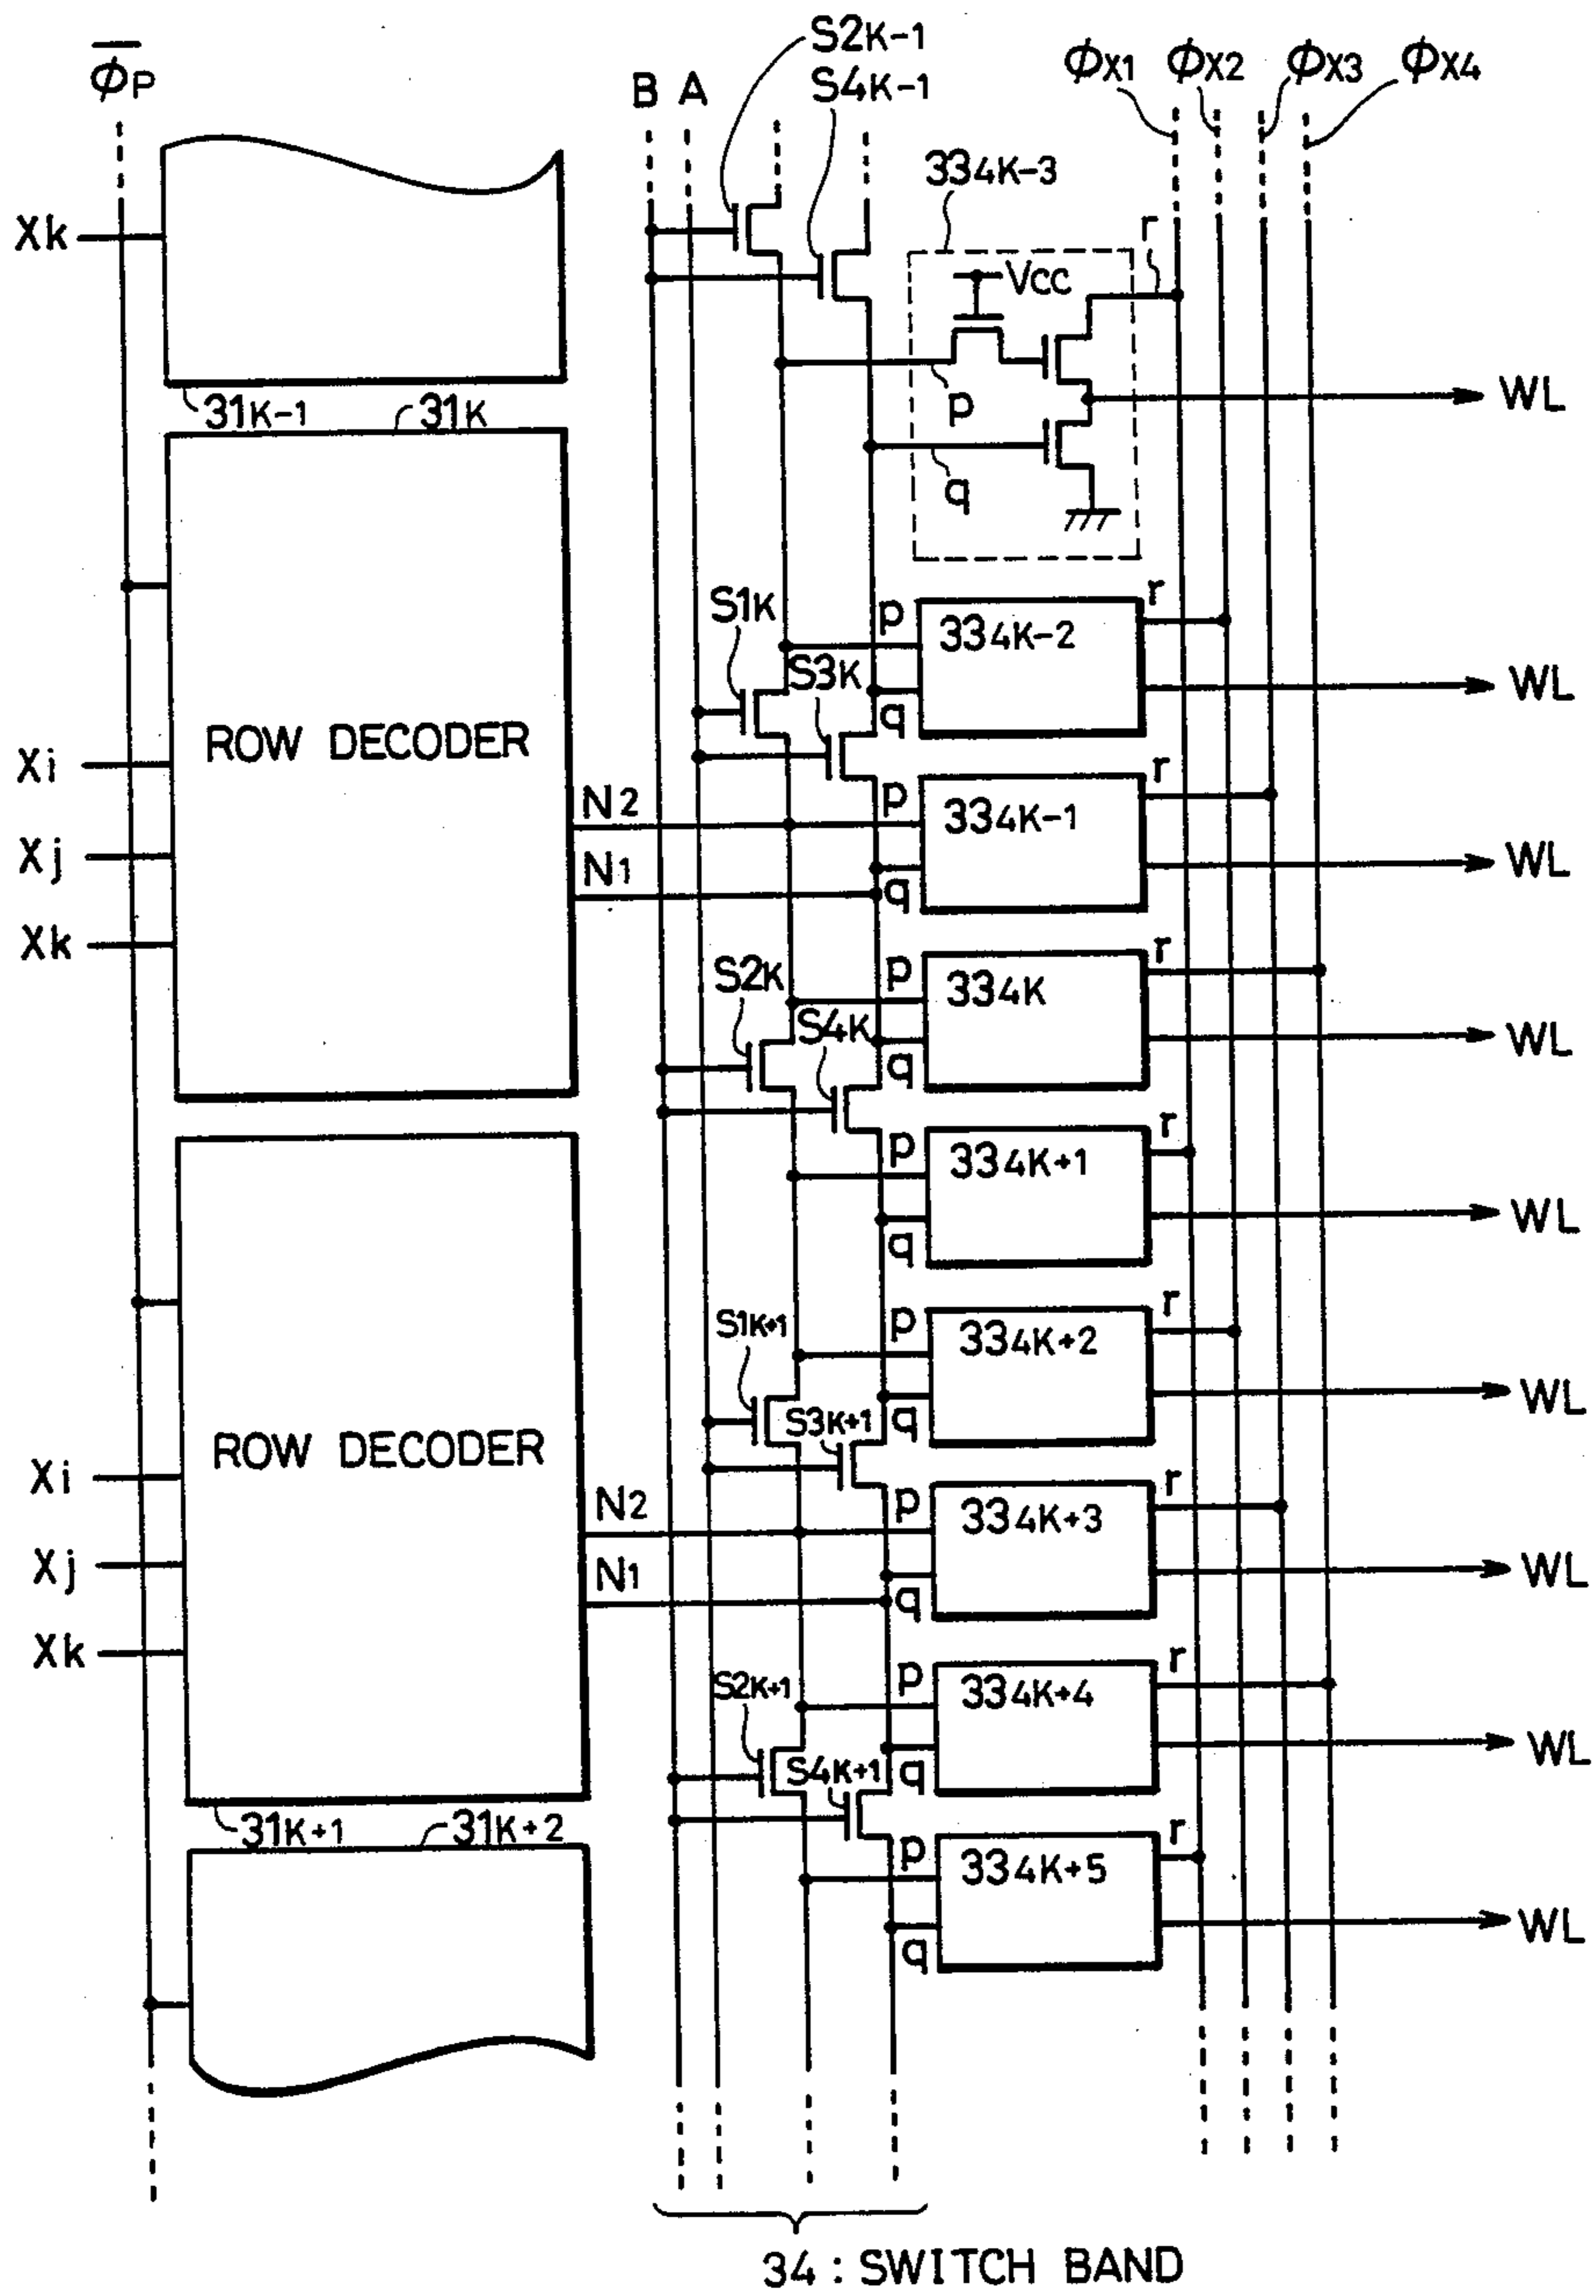 S2K-1
φ̅P
φX1 φX2 φX3 φX4
B A S4K-1
334K-3
Xk
r
VCC
p
WL
31K-1 31K
q
S1K
p r
334K-2
S3K
WL
q
ROW DECODER
Xi
p r
N2
334K-1
Xj
N1
WL
q
Xk
p r
S2K
334K
S4K
WL
q
p r
334K+1
WL
q
S1K+1
p r
334K+2
WL
S3K+1
q
ROW DECODER
Xi
p r
N2
334K+3
Xj
N1
WL
q
Xk
p r
S2K+1
334K+4
WL
S4K+1
q
31K+1 31K+2
p r
334K+5
WL
q
34 : SWITCH BAND